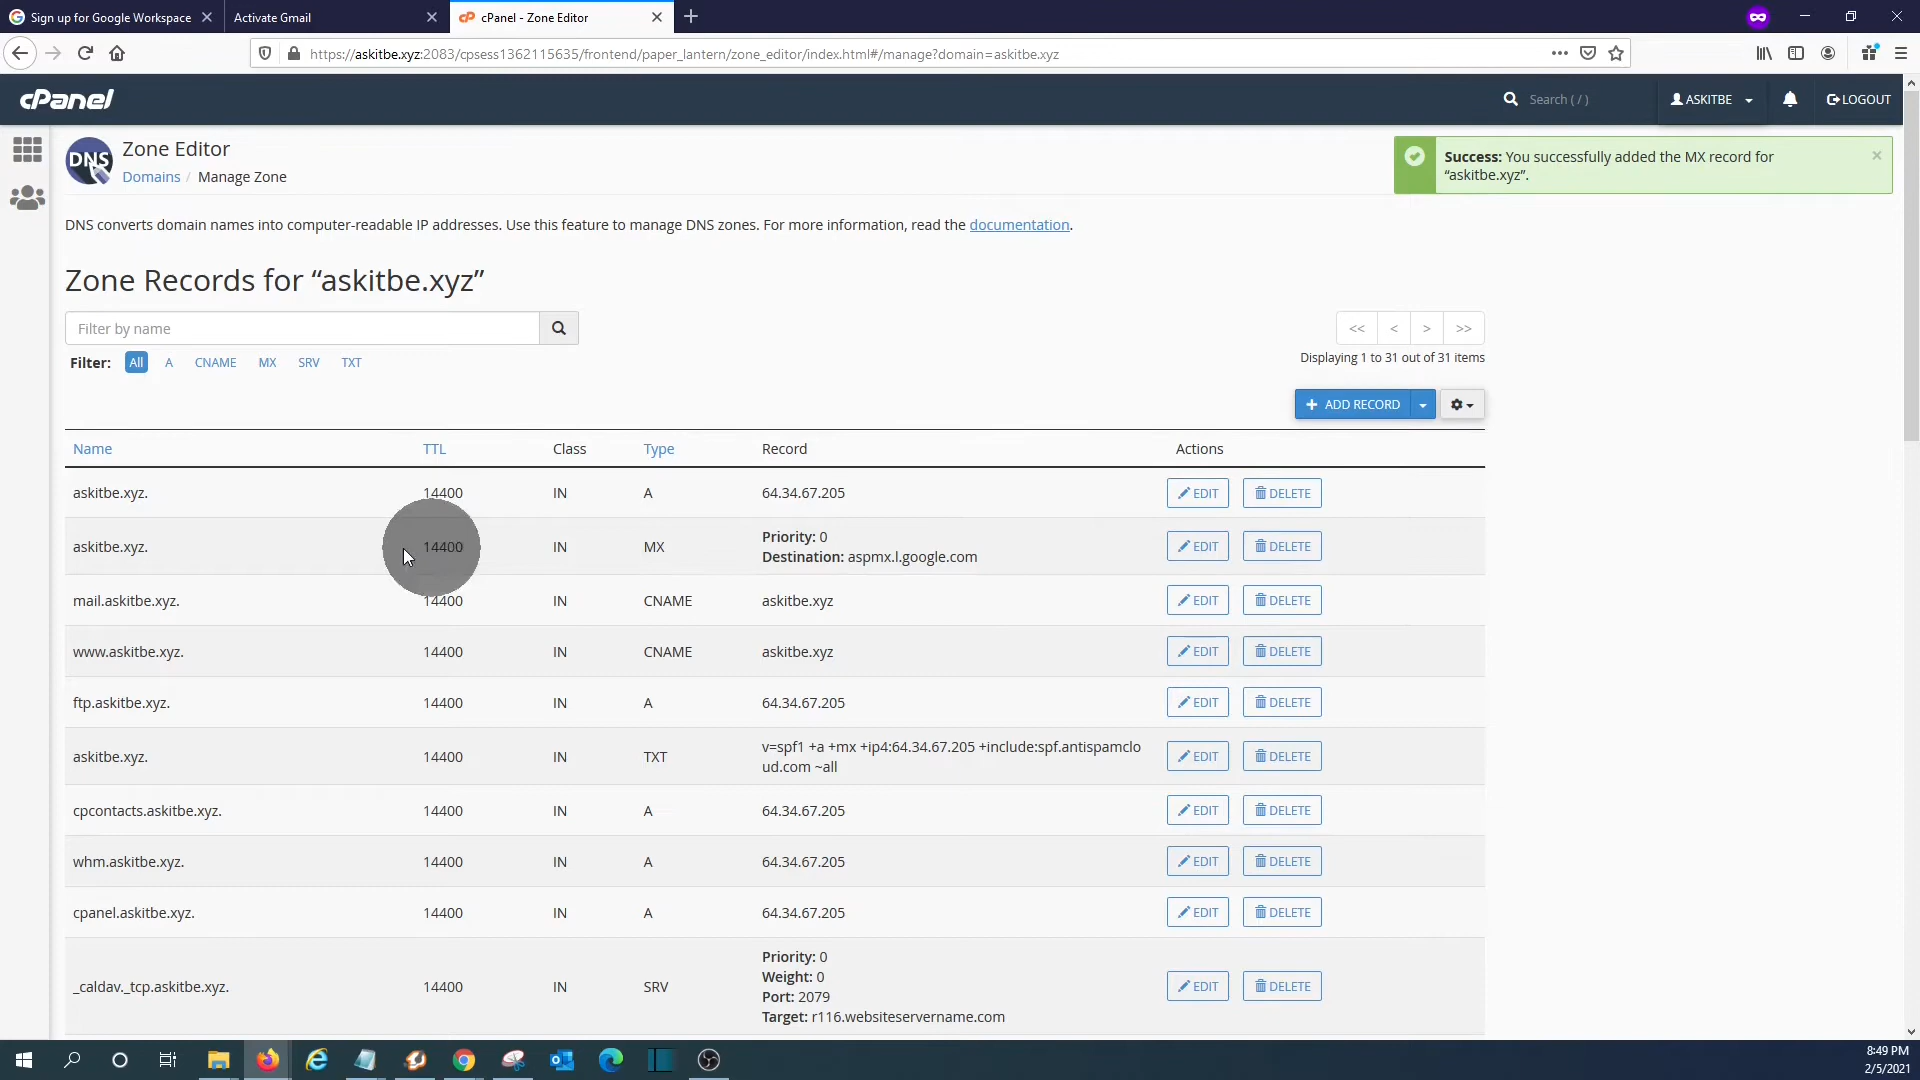 Sign up for Google Workspace
Activate Gmail
cPanel - Zone Editor
https://askitbe.xyz:2083/cpsess1362115635/frontend/paper_lantern/zone_editor/index.html#/manage?domain=askitbe.xyz
cPanel
Search ( / )
ASKITBE
LOGOUT
DNS
Zone Editor
Domains / Manage Zone
Success: You successfully added the MX record for
“askitbe.xyz”.
DNS converts domain names into computer-readable IP addresses. Use this feature to manage DNS zones. For more information, read the documentation.
Zone Records for “askitbe.xyz”
Filter by name
<< < > >>
Displaying 1 to 31 out of 31 items
Filter: All A CNAME MX SRV TXT
+ ADD RECORD
Name TTL Class Type Record Actions
askitbe.xyz. 14400 IN A 64.34.67.205 EDIT DELETE
askitbe.xyz. 14400 IN MX Priority: 0 EDIT DELETE
Destination: aspmx.l.google.com
mail.askitbe.xyz. 14400 IN CNAME askitbe.xyz EDIT DELETE
www.askitbe.xyz. 14400 IN CNAME askitbe.xyz EDIT DELETE
ftp.askitbe.xyz. 14400 IN A 64.34.67.205 EDIT DELETE
askitbe.xyz. 14400 IN TXT v=spf1 +a +mx +ip4:64.34.67.205 +include:spf.antispamclo EDIT DELETE
ud.com ~all
cpcontacts.askitbe.xyz. 14400 IN A 64.34.67.205 EDIT DELETE
whm.askitbe.xyz. 14400 IN A 64.34.67.205 EDIT DELETE
cpanel.askitbe.xyz. 14400 IN A 64.34.67.205 EDIT DELETE
_caldav._tcp.askitbe.xyz. 14400 IN SRV Priority: 0 EDIT DELETE
Weight: 0
Port: 2079
Target: r116.websiteservername.com
8:49 PM
2/5/2021